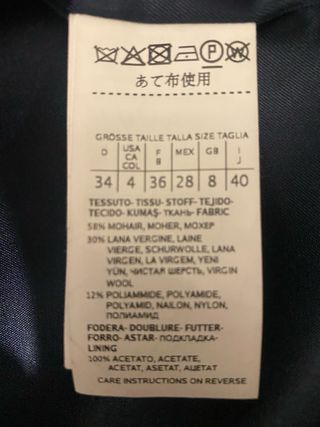 P W
あて布使用
GRÖSSE TAILLE TALLA SIZE TAGLIA
D USA CA COL F B MEX GB I J
34 4 36 28 8 40
TESSUTO- TISSU- STOFF- TEJIDO-
TECIDO- KUMAŞ- ТКАНЬ- FABRIC
58% MOHAIR, MOHER, МОХЕР
30% LANA VERGINE, LAINE
VIERGE, SCHURWOLLE, LANA
VIRGEN, LA VIRGEM, YENI
YÜN, ЧИСТАЯ ШЕРСТЬ, VIRGIN
WOOL
12% POLIAMMIDE, POLYAMIDE,
POLYAMID, NAILON, NYLON,
ПОЛИАМИД
FODERA- DOUBLURE- FUTTER-
FORRO- ASTAR- ПОДКЛАДКА-
LINING
100% ACETATO, ACETATE,
ACETAT, ASETAT, АЦЕТАТ
CARE INSTRUCTIONS ON REVERSE